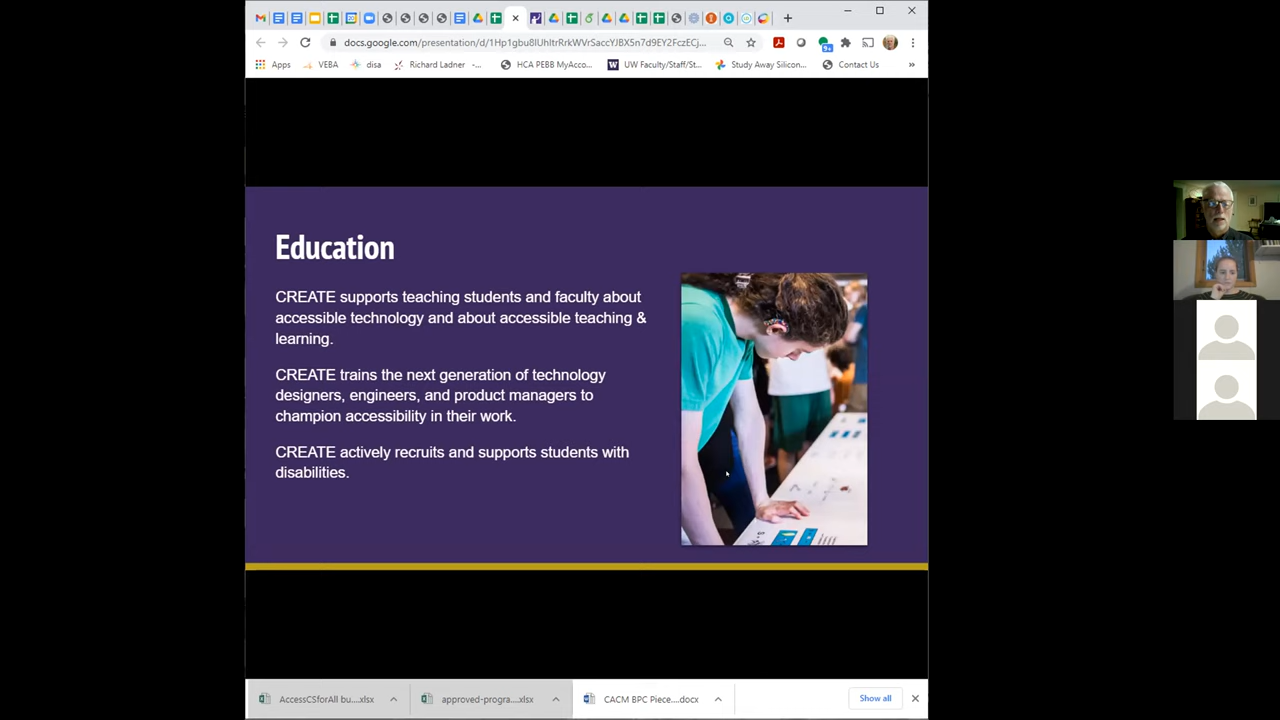 docs.google.com/presentation/d/1Hp1gbu8lUhltrRrkWVrSaccYJBX5n7d9EY2FczECj...
9+
Apps
VEBA
disa
Richard Ladner -...
HCA PEBB MyAcco...
UW Faculty/Staff/St...
Study Away Silicon...
Contact Us
»
Education
CREATE supports teaching students and faculty about
accessible technology and about accessible teaching &
learning.
CREATE trains the next generation of technology
designers, engineers, and product managers to
champion accessibility in their work.
CREATE actively recruits and supports students with
disabilities.
AccessCSforAll bu....xlsx
approved-progra....xlsx
CACM BPC Piece....docx
Show all